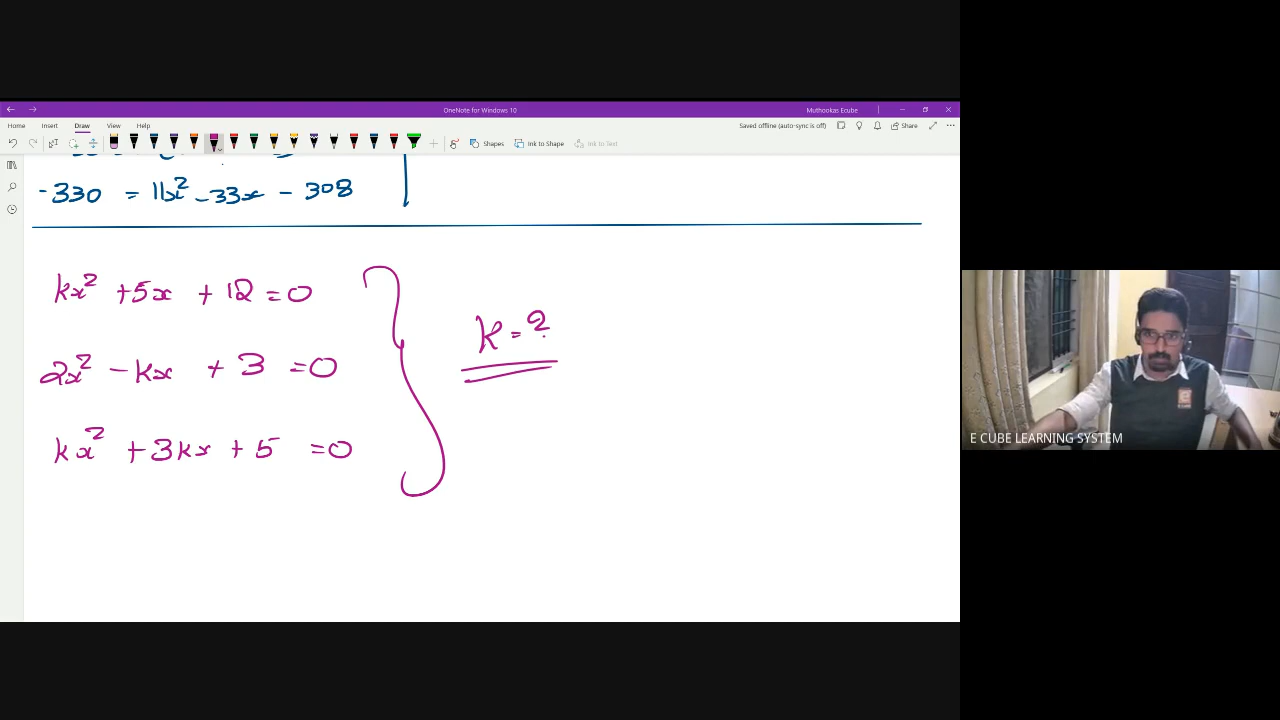 OneNote for Windows 10
Muthookas Ecube
Home Insert Draw View Help
Saved offline (auto-sync is off)
Share
Shapes
Ink to Shape
Ink to Text
-330 = 11x² - 33x - 308
kx² + 5x + 12 = 0
k = ?
2x² - kx + 3 = 0
kx² + 3kx + 5 = 0
E CUBE LEARNING SYSTEM